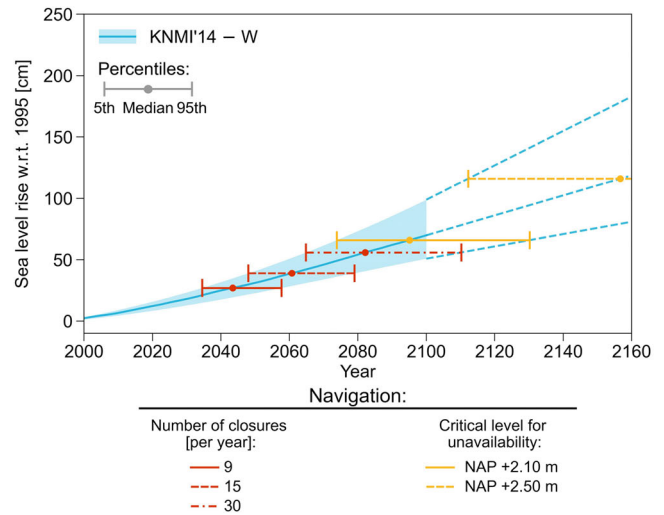 250
200
150
100
50
0
Sea level rise w.r.t. 1995 [cm]
KNMI'14 – W
Percentiles:
5th Median 95th
2000 2020 2040 2060 2080 2100 2120 2140 2160
Year
Navigation:
Number of closures
[per year]:
9
15
30
Critical level for
unavailability:
NAP +2.10 m
NAP +2.50 m